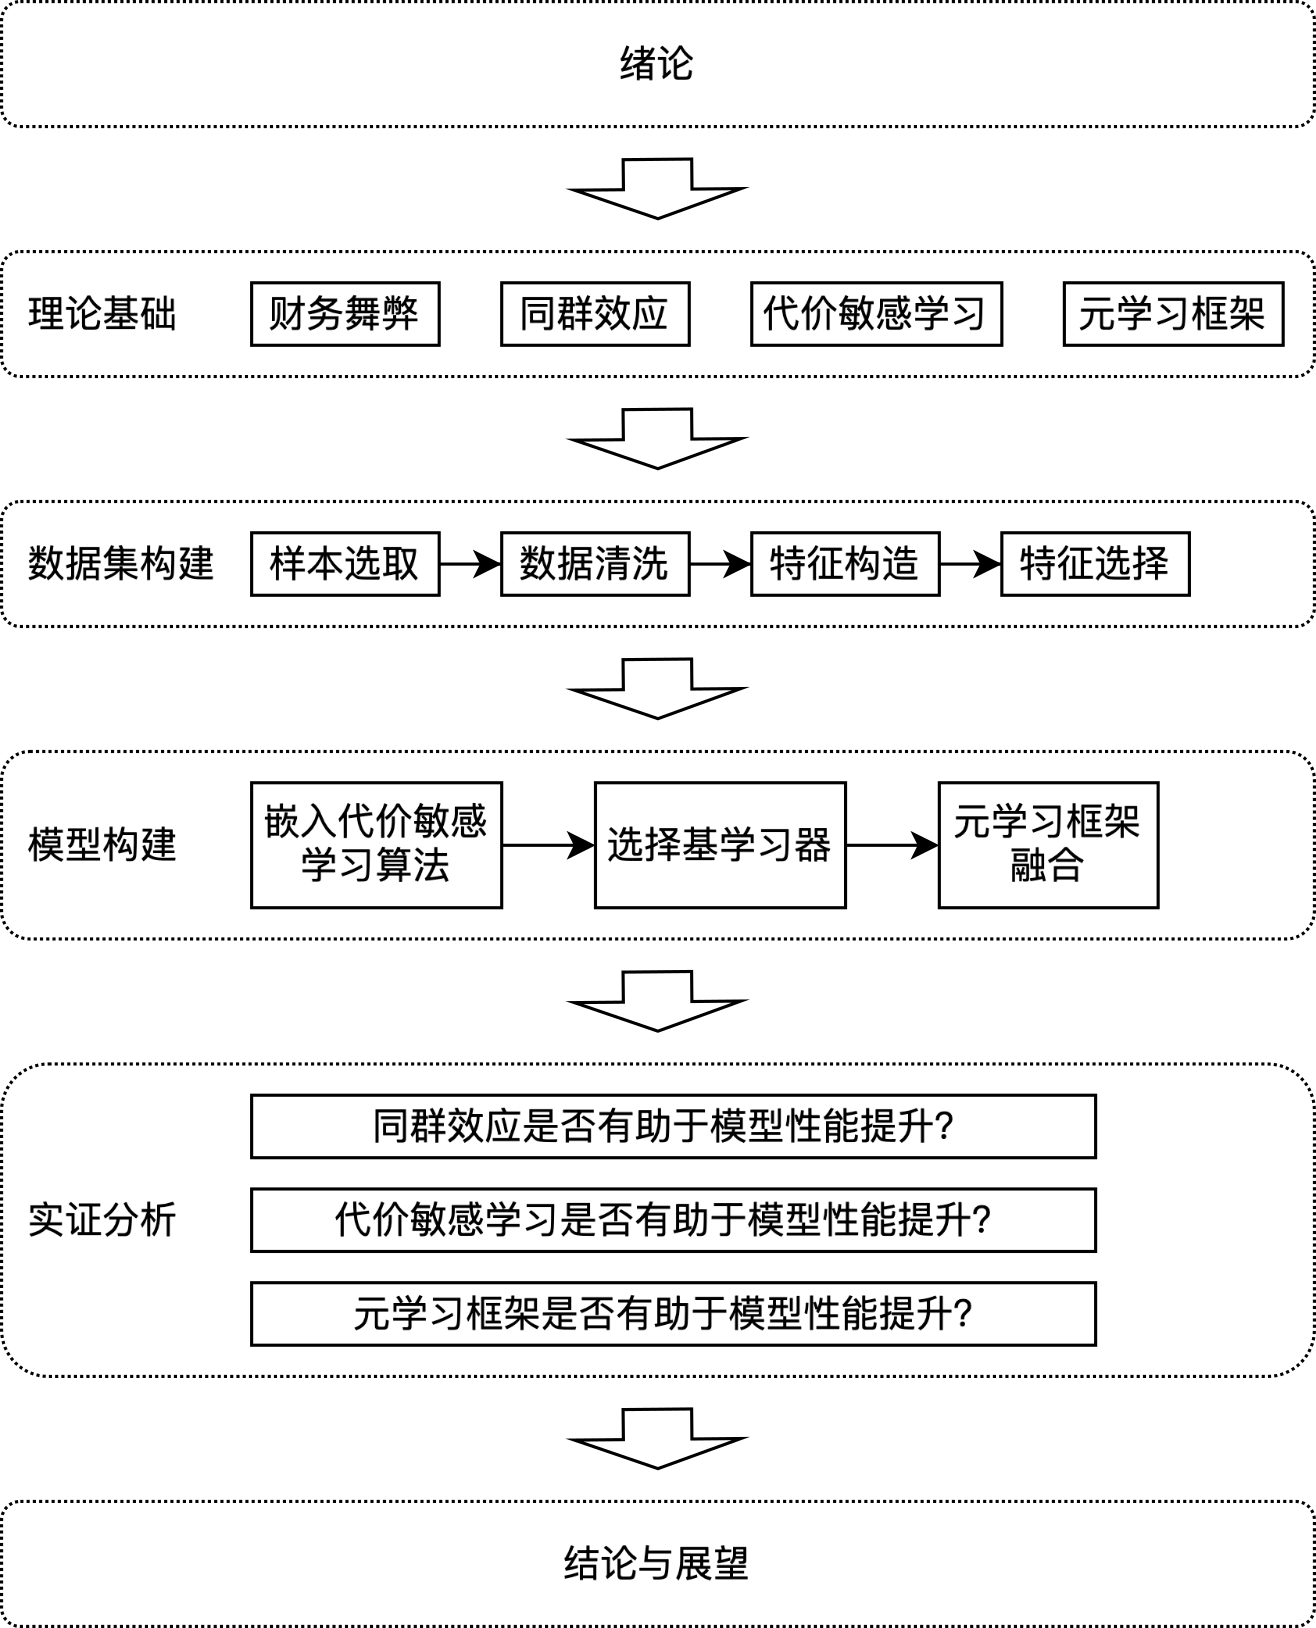 绪论
理论基础
财务舞弊
同群效应
代价敏感学习
元学习框架
数据集构建
样本选取
数据清洗
特征构造
特征选择
模型构建
嵌入代价敏感
学习算法
选择基学习器
元学习框架
融合
实证分析
同群效应是否有助于模型性能提升?
代价敏感学习是否有助于模型性能提升?
元学习框架是否有助于模型性能提升?
结论与展望